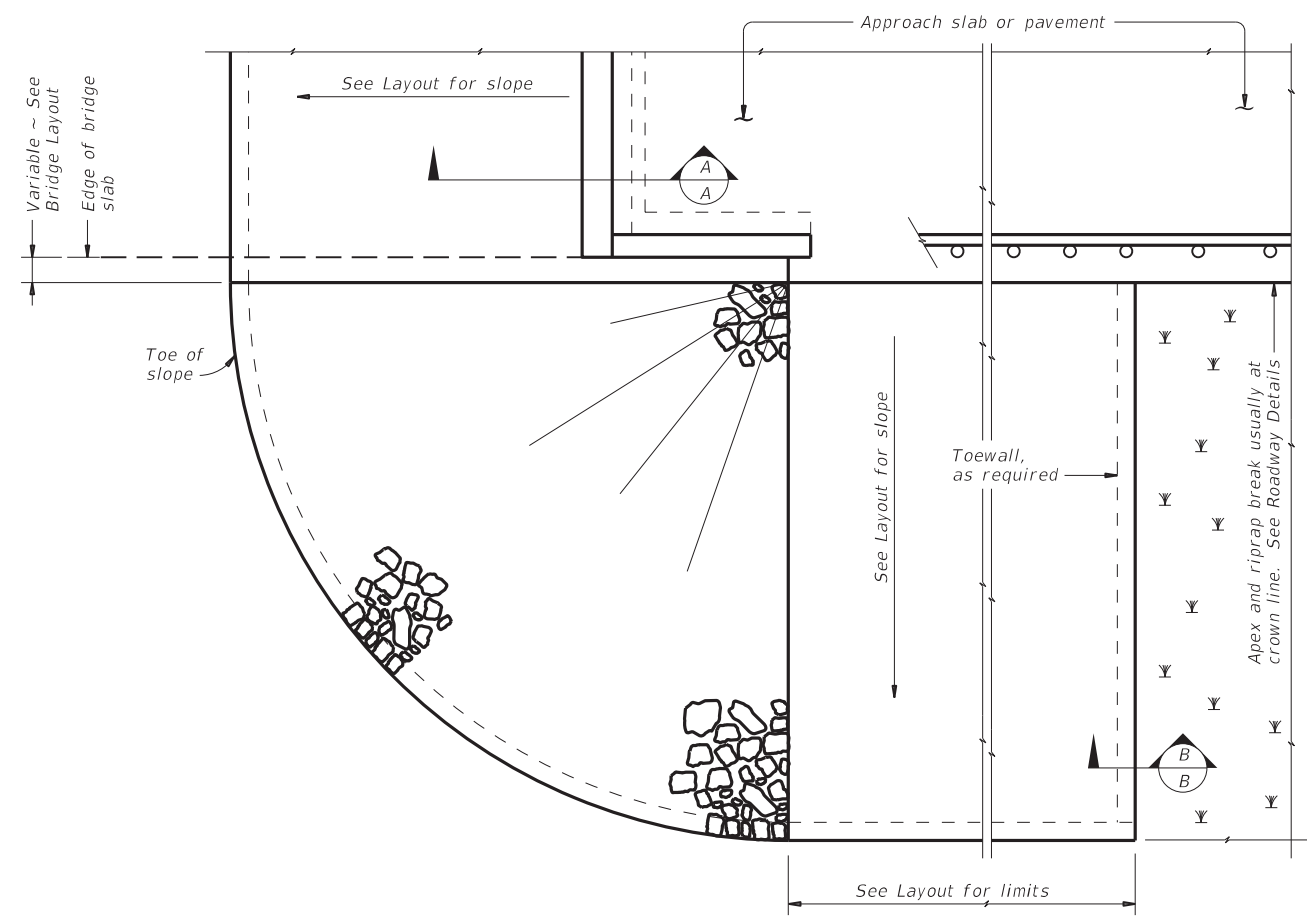 Approach slab or pavement
See Layout for slope
Variable ~ See
Bridge Layout
Edge of bridge
slab
A
A
Toe of
slope
See Layout for slope
Toewall,
as required
Apex and riprap break usually at
crown line. See Roadway Details
B
B
See Layout for limits